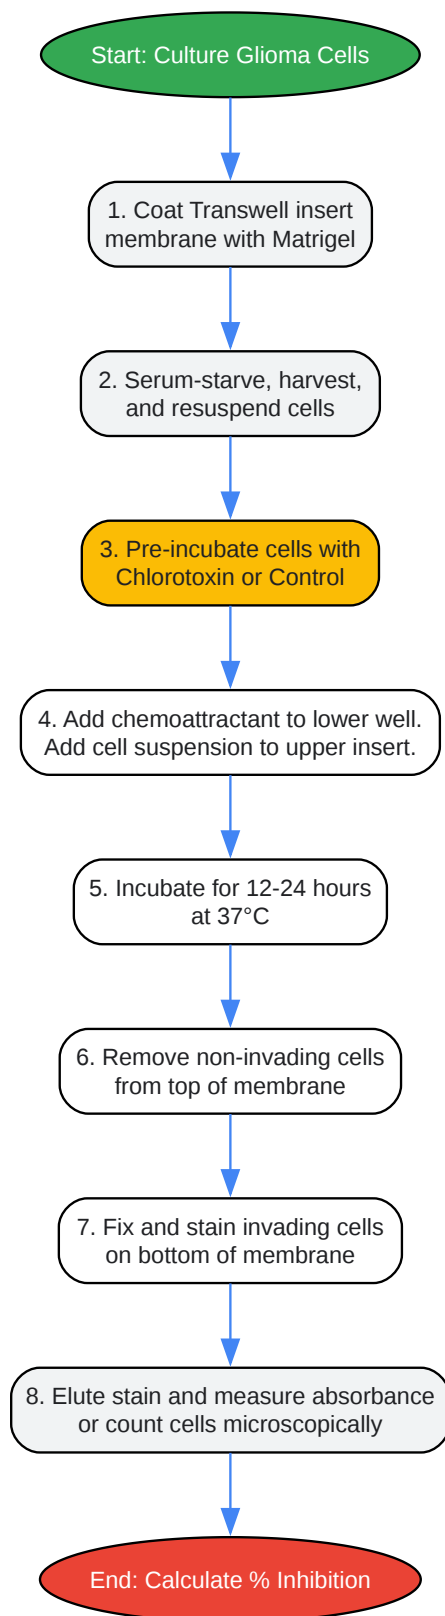 Start: Culture Glioma Cells
1. Coat Transwell insert
membrane with Matrigel
2. Serum-starve, harvest,
and resuspend cells
3. Pre-incubate cells with
Chlorotoxin or Control
4. Add chemoattractant to lower well.
Add cell suspension to upper insert.
5. Incubate for 12-24 hours
at 37°C
6. Remove non-invading cells
from top of membrane
7. Fix and stain invading cells
on bottom of membrane
8. Elute stain and measure absorbance
or count cells microscopically
End: Calculate % Inhibition